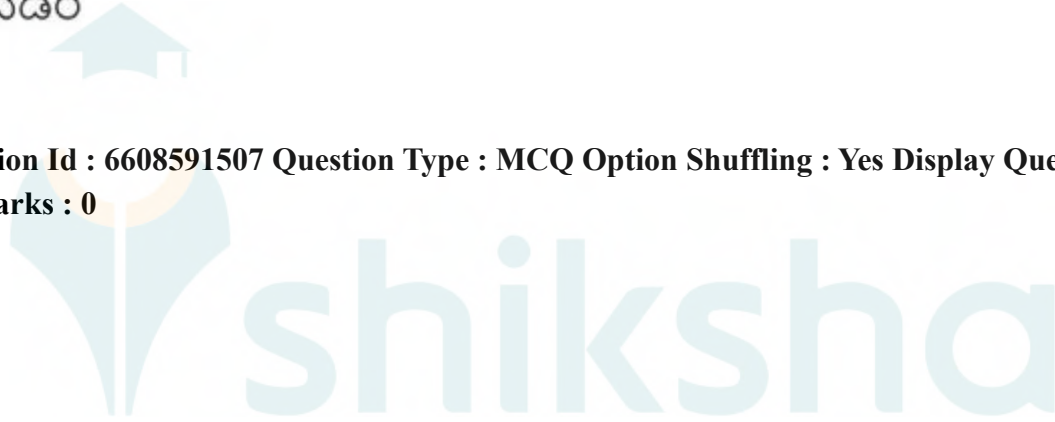 ion Id : 6608591507 Question Type : MCQ Option Shuffling : Yes Display Que
arks : 0
shiksha